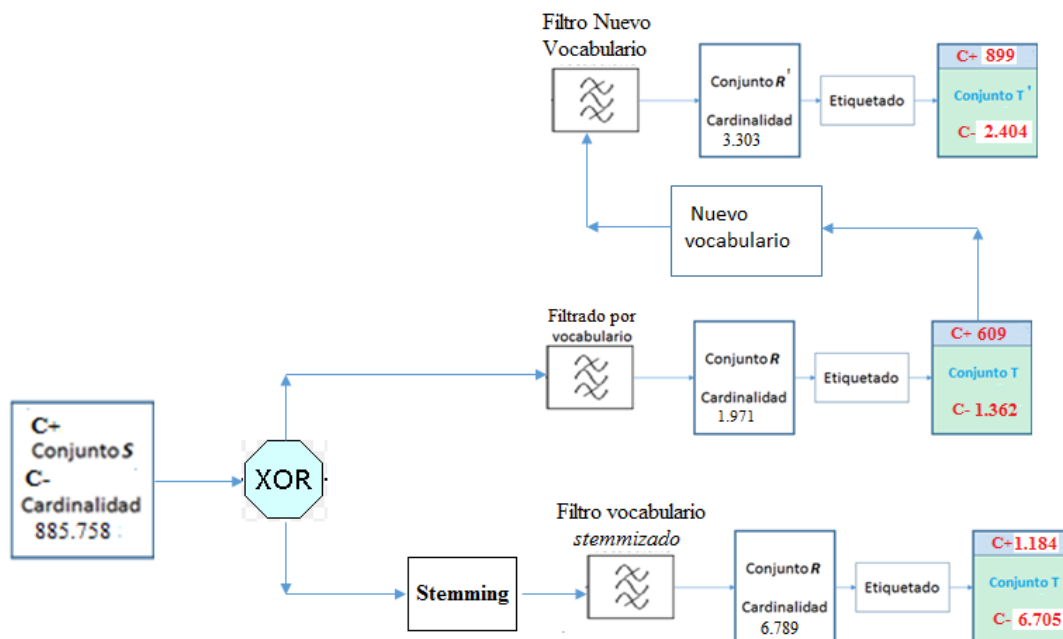 Filtro Nuevo
Vocabulario
Conjunto R'
Cardinalidad
3.303
Etiquetado
C+ 899
Conjunto T'
C- 2.404
Nuevo
vocabulario
Filtrado por
vocabulario
Conjunto R
Cardinalidad
1.971
Etiquetado
C+ 609
Conjunto T
C- 1.362
C+
Conjunto S
C-
Cardinalidad
885.758
XOR
Filtro vocabulario
stemmizado
Stemming
Conjunto R
Cardinalidad
6.789
Etiquetado
C+ 1.184
Conjunto T
C- 6.705